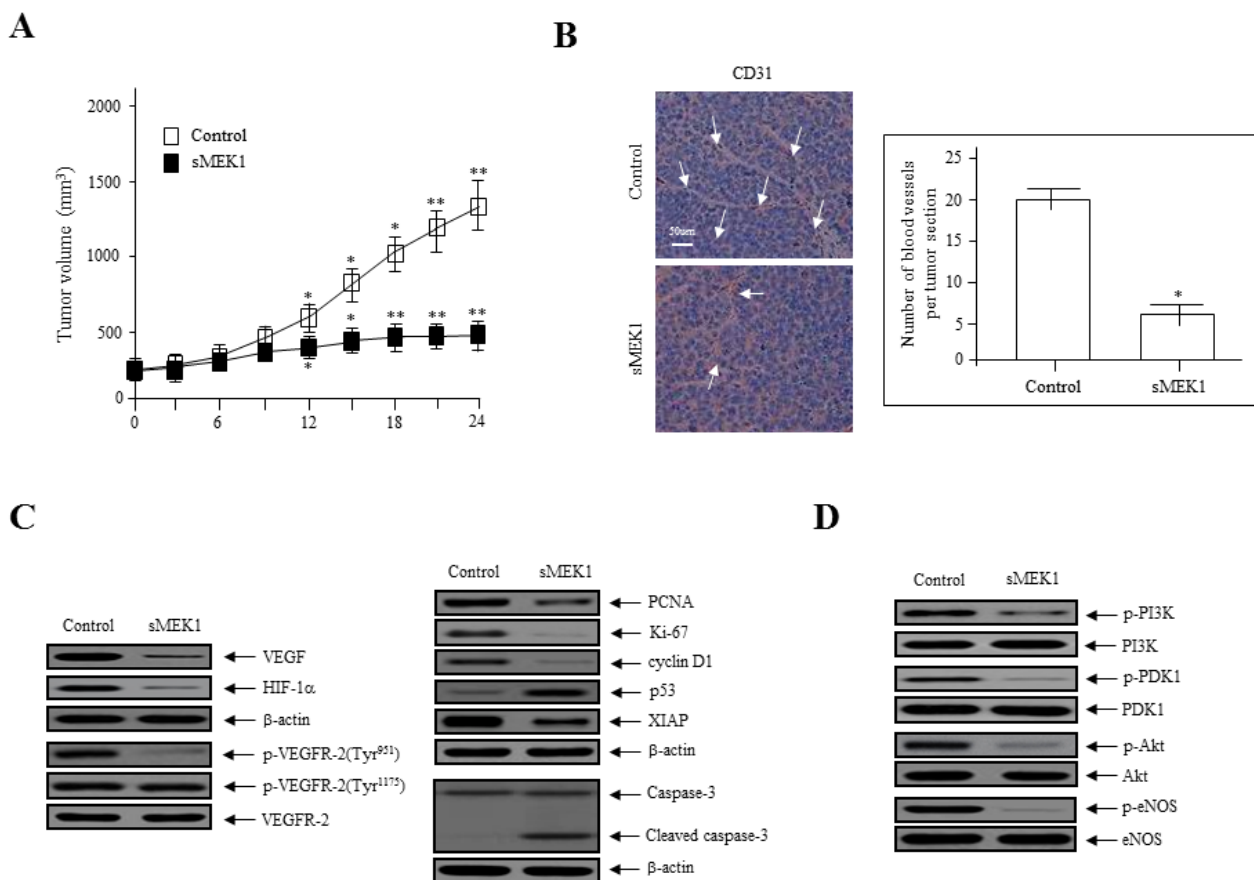 A
2000
1500
1000
500
0
Tumor volume (mm³)
Control
sMEK1
* * * ** **
* * ** ** **
0 6 12 18 24
B
CD31
Control
50um
sMEK1
Number of blood vessels
per tumor section
25
20
15
10
5
0
*
Control sMEK1
C
Control sMEK1
VEGF
HIF-1α
β-actin
p-VEGFR-2(Tyr⁹⁵¹)
p-VEGFR-2(Tyr¹¹⁷⁵)
VEGFR-2
Control sMEK1
PCNA
Ki-67
cyclin D1
p53
XIAP
β-actin
Caspase-3
Cleaved caspase-3
β-actin
D
Control sMEK1
p-PI3K
PI3K
p-PDK1
PDK1
p-Akt
Akt
p-eNOS
eNOS